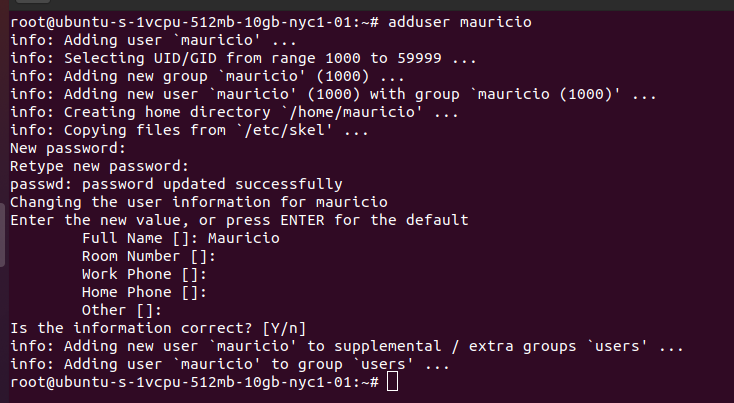 root@ubuntu-s-1vcpu-512mb-10gb-nyc1-01:~# adduser mauricio
info: Adding user `mauricio' ...
info: Selecting UID/GID from range 1000 to 59999 ...
info: Adding new group `mauricio' (1000) ...
info: Adding new user `mauricio' (1000) with group `mauricio (1000)' ...
info: Creating home directory `/home/mauricio' ...
info: Copying files from `/etc/skel' ...
New password:
Retype new password:
passwd: password updated successfully
Changing the user information for mauricio
Enter the new value, or press ENTER for the default
        Full Name []: Mauricio
        Room Number []:
        Work Phone []:
        Home Phone []:
        Other []:
Is the information correct? [Y/n]
info: Adding new user `mauricio' to supplemental / extra groups `users' ...
info: Adding user `mauricio' to group `users' ...
root@ubuntu-s-1vcpu-512mb-10gb-nyc1-01:~#